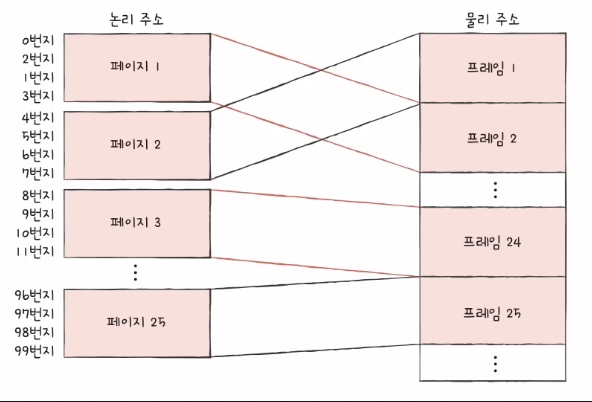 논리 주소
0번지
2번지
1번지
3번지
페이지 1
4번지
5번지
6번지
7번지
페이지 2
8번지
9번지
10번지
11번지
페이지 3
96번지
97번지
98번지
99번지
페이지 25
물리 주소
프레임 1
프레임 2
프레임 24
프레임 25